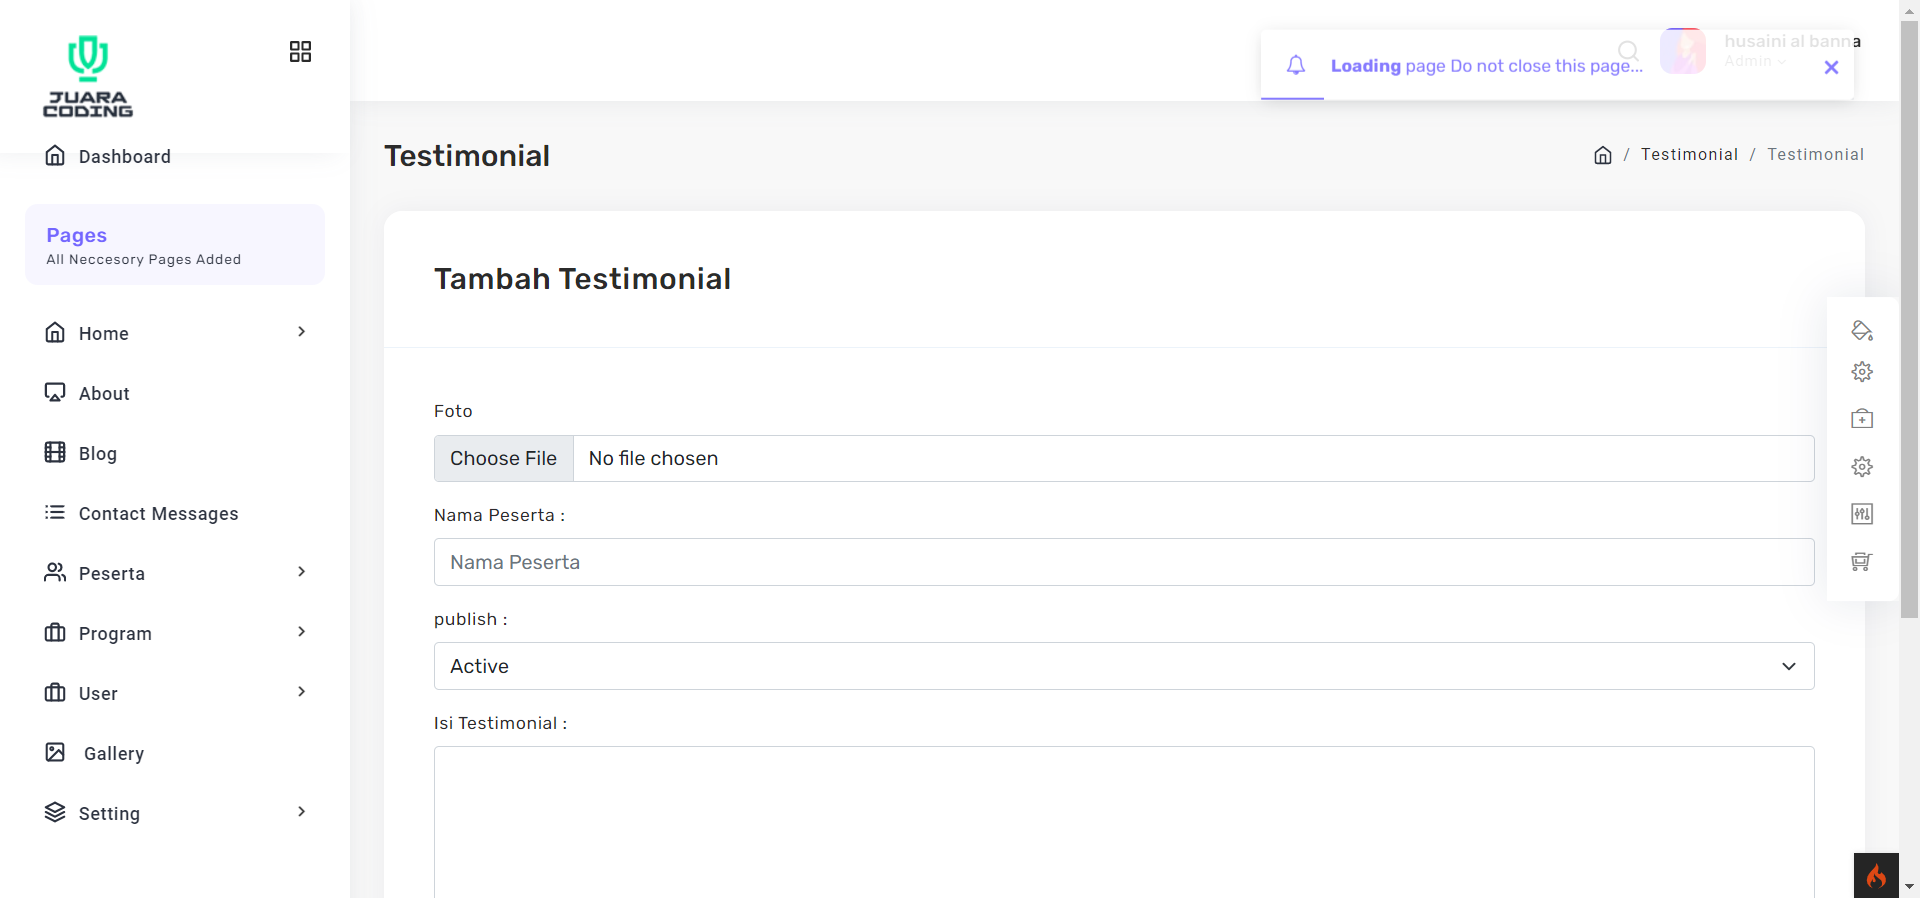 JUARA
CODING
Dashboard
Pages
All Neccesory Pages Added
Home
About
Blog
Contact Messages
Peserta
Program
User
Gallery
Setting
Loading page Do not close this page...
husaini al banna
Admin
Testimonial
/ Testimonial / Testimonial
Tambah Testimonial
Foto
Choose File No file chosen
Nama Peserta :
Nama Peserta
publish :
Active
Isi Testimonial :